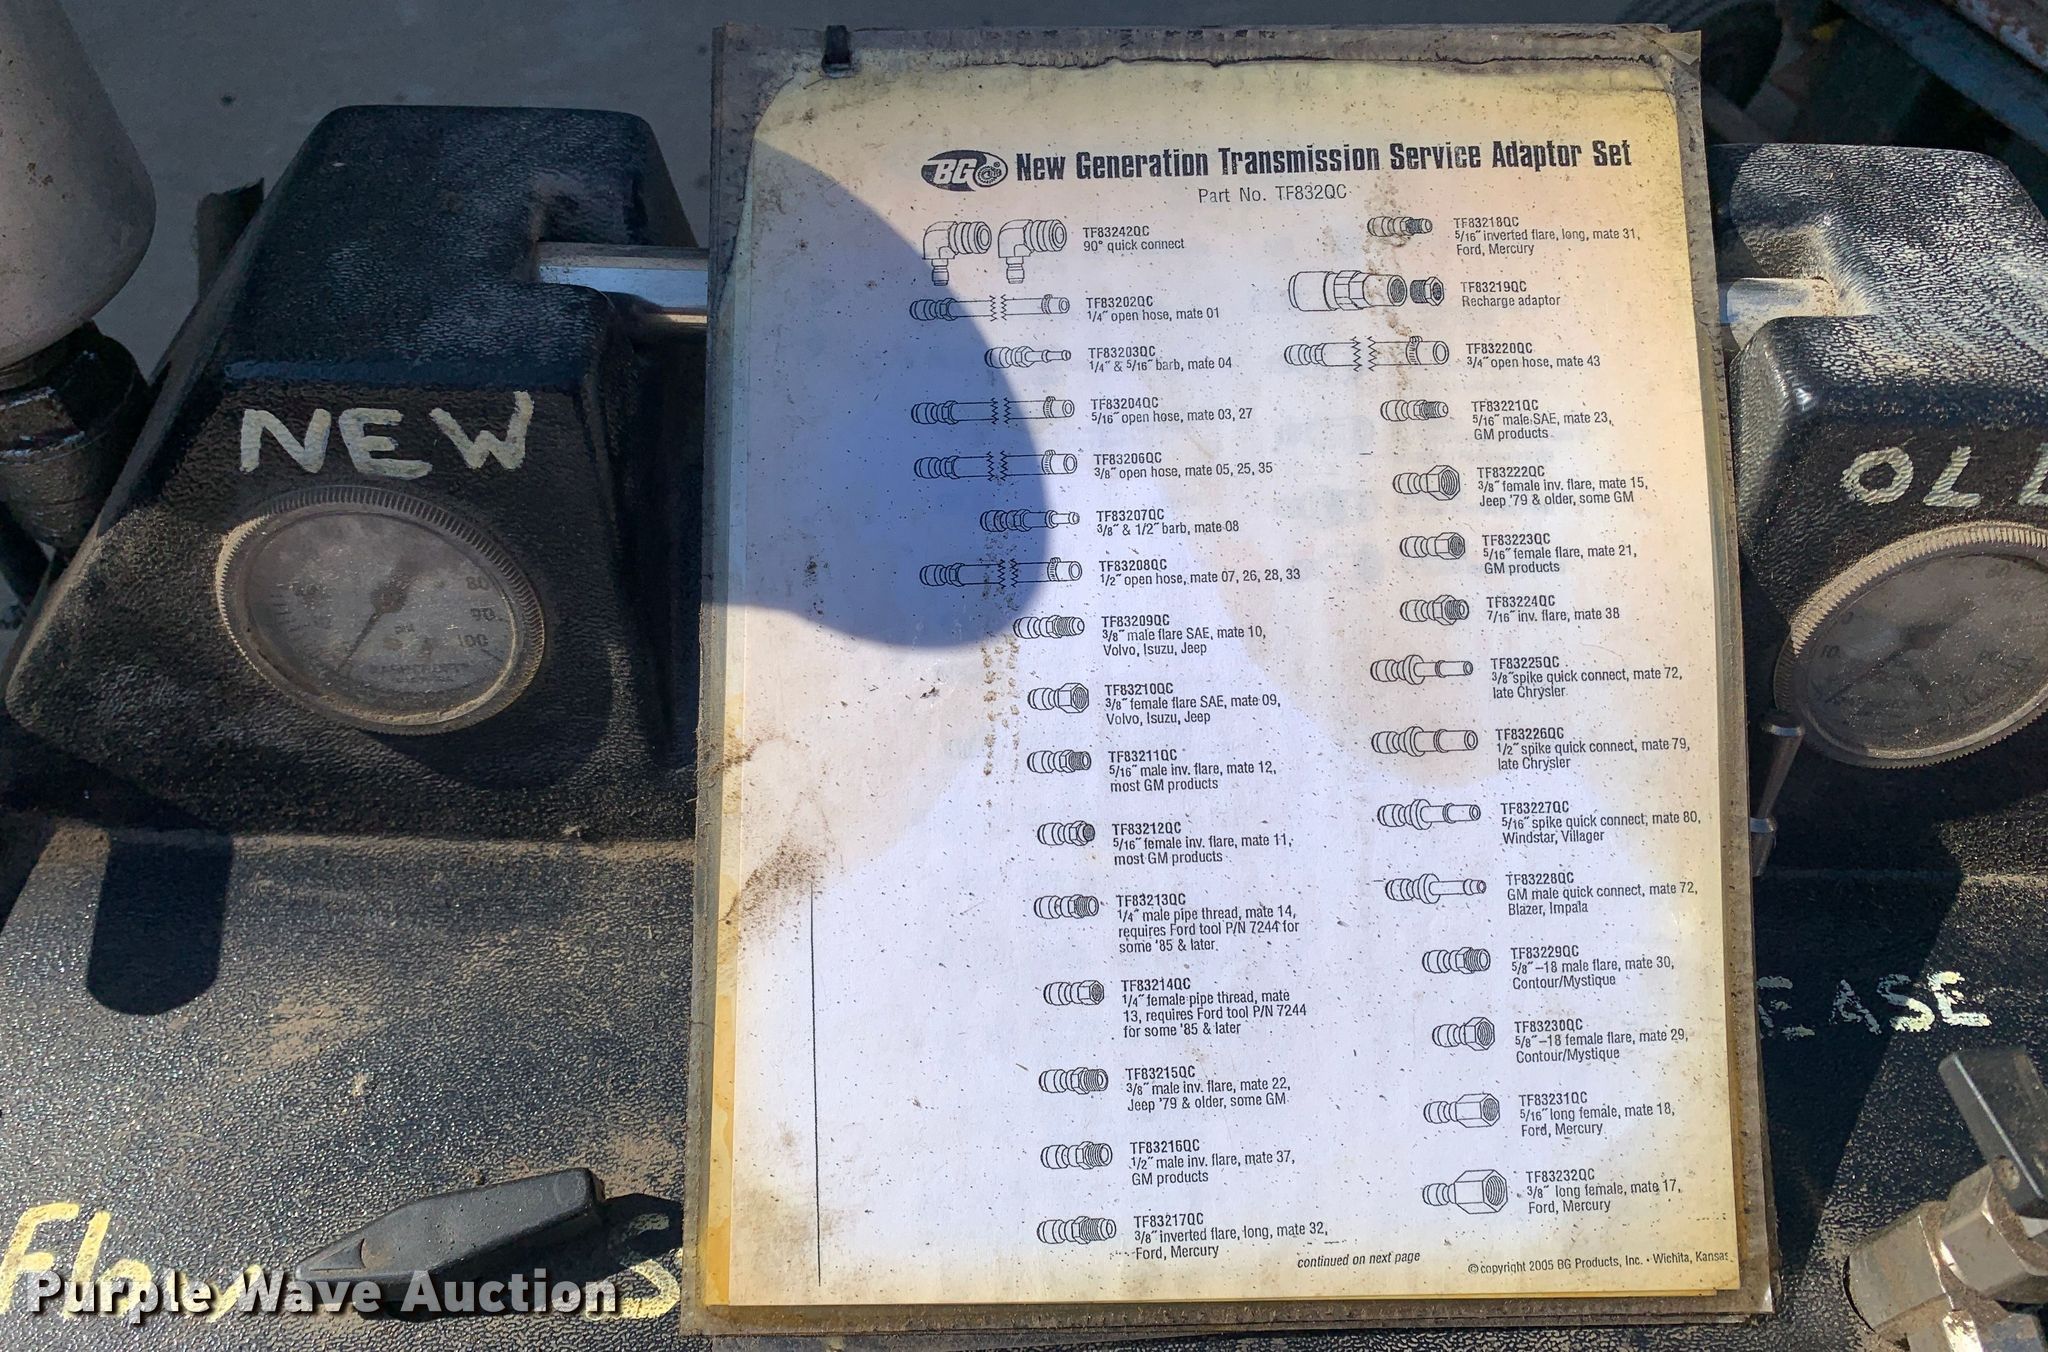 BG New Generation Transmission Service Adaptor Set
Part No. TF832QC
TF83242QC
90° quick connect
TF83202QC
1/4″ open hose, mate 01
TF83203QC
1/4″ & 5/16″ barb, mate 04
TF83204QC
5/16″ open hose, mate 03, 27
TF83206QC
3/8″ open hose, mate 05, 25, 35
TF83207QC
3/8″ & 1/2″ barb, mate 08
TF83208QC
1/2″ open hose, mate 07, 26, 28, 33
TF83209QC
3/8″ male flare SAE, mate 10,
Volvo, Isuzu, Jeep
TF83210QC
3/8″ female flare SAE, mate 09,
Volvo, Isuzu, Jeep
TF83211QC
5/16″ male inv. flare, mate 12,
most GM products
TF83212QC
5/16″ female inv. flare, mate 11,
most GM products
TF83213QC
1/4″ male pipe thread, mate 14,
requires Ford tool P/N 7244 for
some '85 & later
TF83214QC
1/4″ female pipe thread, mate
13, requires Ford tool P/N 7244
for some '85 & later
TF83215QC
3/8″ male inv. flare, mate 22,
Jeep '79 & older, some GM
TF83216QC
1/2″ male inv. flare, mate 37,
GM products
TF83217QC
3/8″ inverted flare, long, mate 32,
Ford, Mercury
TF83218QC
5/16″ inverted flare, long, mate 31,
Ford, Mercury
TF83219QC
Recharge adaptor
TF83220QC
3/4″ open hose, mate 43
TF83221QC
5/16″ male SAE, mate 23,
GM products
TF83222QC
3/8″ female inv. flare, mate 15,
Jeep '79 & older, some GM
TF83223QC
5/16″ female flare, mate 21,
GM products
TF83224QC
7/16″ inv. flare, mate 38
TF83225QC
3/8″ spike quick connect, mate 72,
late Chrysler
TF83226QC
1/2″ spike quick connect, mate 79,
late Chrysler
TF83227QC
5/16″ spike quick connect, mate 80,
Windstar, Villager
TF83228QC
GM male quick connect, mate 72,
Blazer, Impala
TF83229QC
5/8″–18 male flare, mate 30,
Contour/Mystique
TF83230QC
5/8″–18 female flare, mate 29,
Contour/Mystique
TF83231QC
5/16″ long female, mate 18,
Ford, Mercury
TF83232QC
3/8″ long female, mate 17,
Ford, Mercury
continued on next page
© copyright 2005 BG Products, Inc. • Wichita, Kansas
NEW
80
90
100
OL
EASE
Purple Wave Auction